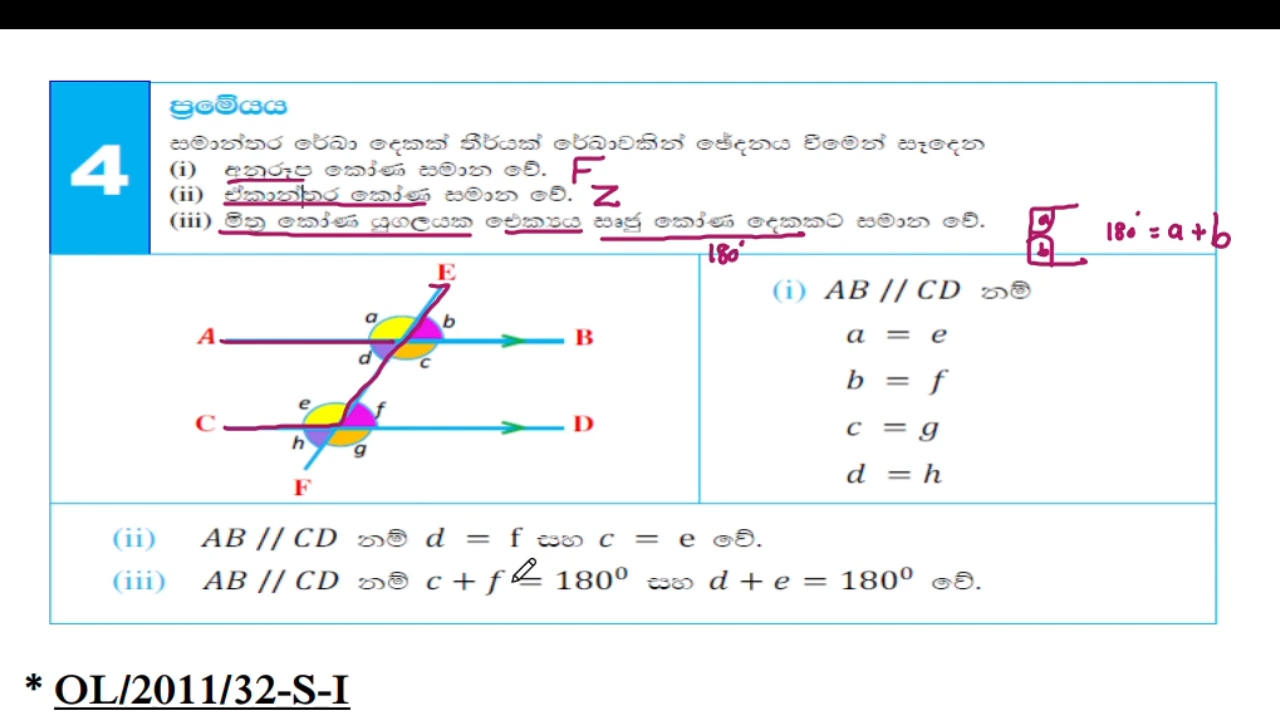 4
ප්‍රමේයය
සමාන්තර රේඛා දෙකක් තීර්යක් රේඛාවකින් ඡේදනය වීමෙන් සෑදෙන
(i) අනුරූප කෝණ සමාන වේ. F
(ii) ඒකාන්තර කෝණ සමාන වේ. Z
(iii) මිත්‍ර කෝණ යුගලයක ඓක්‍යය සෘජු කෝණ දෙකකට සමාන වේ.
180°
a
b
180° = a + b
E
a b
A B
d c
e f
C D
h g
F
(i) AB // CD නම්
a = e
b = f
c = g
d = h
(ii) AB // CD නම් d = f සහ c = e වේ.
(iii) AB // CD නම් c + f = 180⁰ සහ d + e = 180⁰ වේ.
* OL/2011/32-S-I